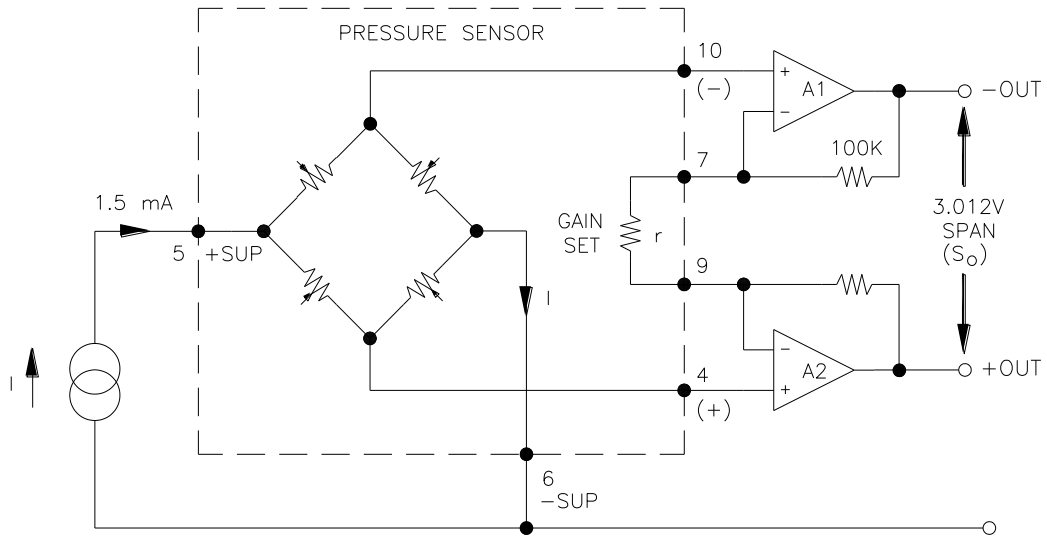 PRESSURE SENSOR
10
(−)
+
A1
−
−OUT
100K
7
1.5 mA
5 +SUP
GAIN
SET
r
3.012V
SPAN
(So)
9
I
I
−
A2
+
+OUT
4
(+)
6
−SUP